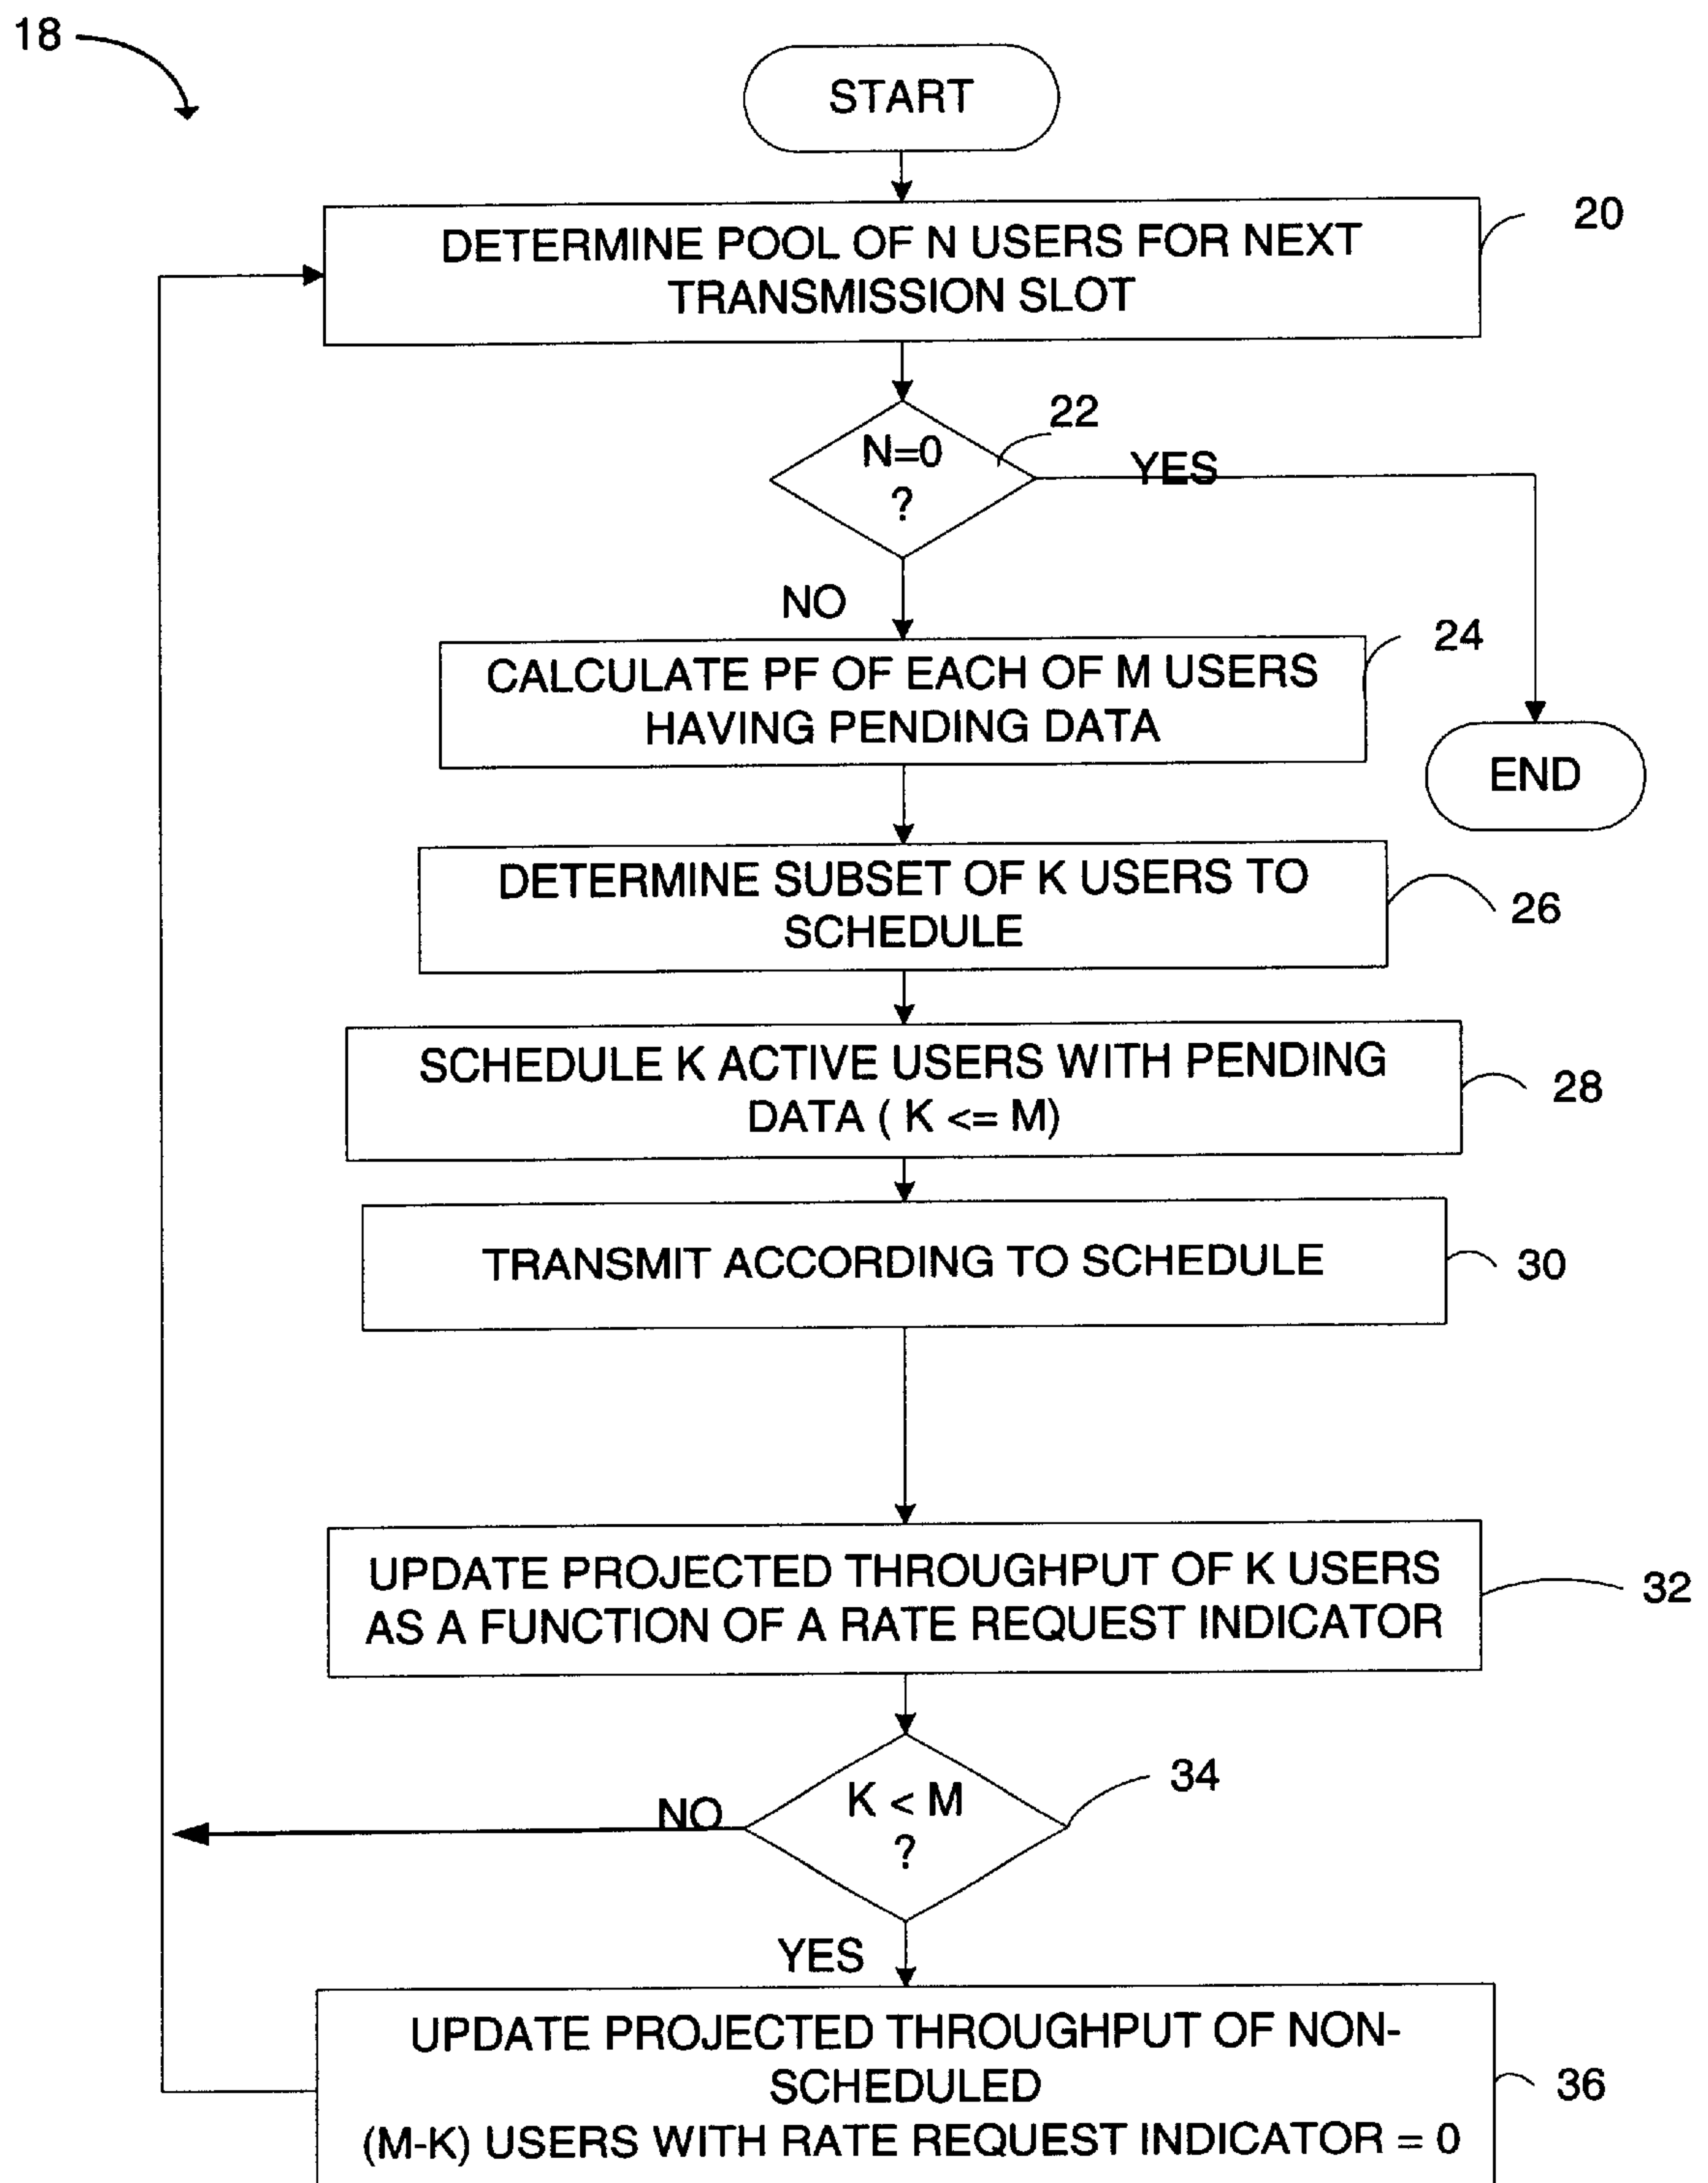 18
START
DETERMINE POOL OF N USERS FOR NEXT
TRANSMISSION SLOT
20
N=0
?
22
YES
NO
CALCULATE PF OF EACH OF M USERS
HAVING PENDING DATA
24
END
DETERMINE SUBSET OF K USERS TO
SCHEDULE
26
SCHEDULE K ACTIVE USERS WITH PENDING
DATA ( K <= M)
28
TRANSMIT ACCORDING TO SCHEDULE
30
UPDATE PROJECTED THROUGHPUT OF K USERS
AS A FUNCTION OF A RATE REQUEST INDICATOR
32
K < M
?
34
NO
YES
UPDATE PROJECTED THROUGHPUT OF NON-
SCHEDULED
(M-K) USERS WITH RATE REQUEST INDICATOR = 0
36